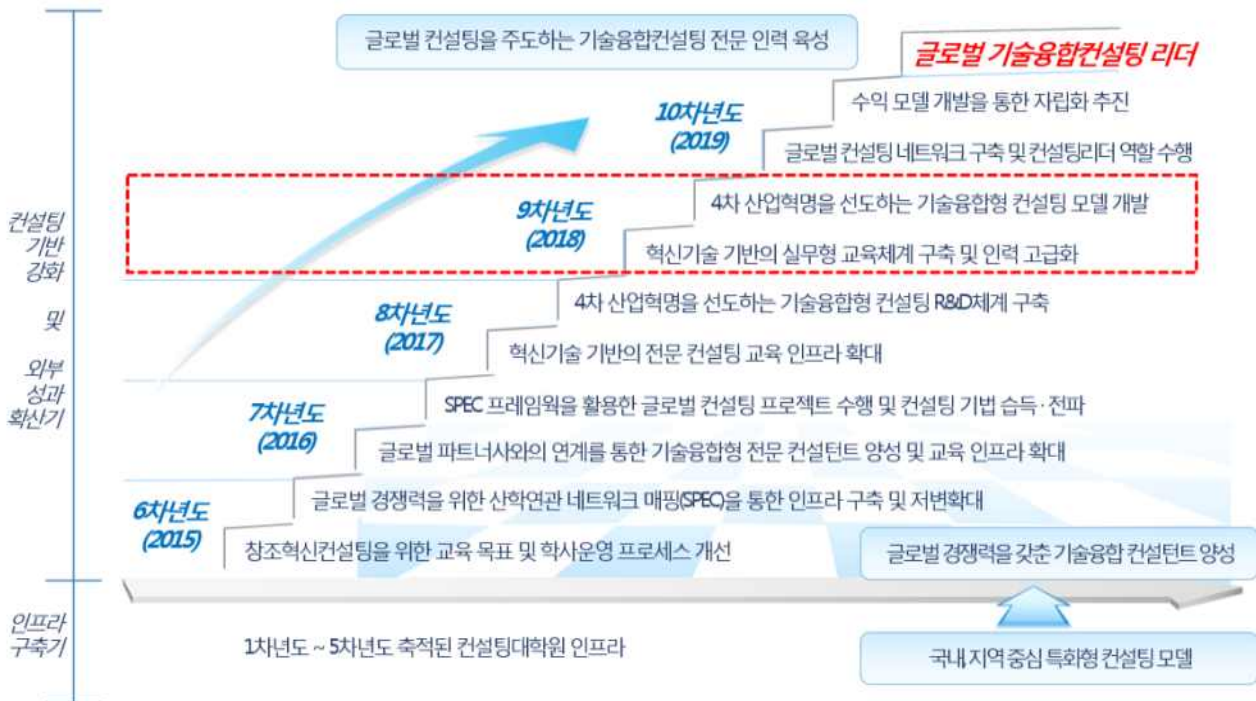 글로벌 컨설팅을 주도하는 기술융합컨설팅 전문 인력 육성
글로벌 기술융합컨설팅 리더
10차년도
(2019)
수익 모델 개발을 통한 자립화 추진
글로벌 컨설팅 네트워크 구축 및 컨설팅리더 역할 수행
9차년도
(2018)
4차 산업혁명을 선도하는 기술융합형 컨설팅 모델 개발
혁신기술 기반의 실무형 교육체계 구축 및 인력 고급화
8차년도
(2017)
4차 산업혁명을 선도하는 기술융합형 컨설팅 R&D체계 구축
혁신기술 기반의 전문 컨설팅 교육 인프라 확대
7차년도
(2016)
SPEC 프레임웍을 활용한 글로벌 컨설팅 프로젝트 수행 및 컨설팅 기법 습득·전파
글로벌 파트너사와의 연계를 통한 기술융합형 전문 컨설턴트 양성 및 교육 인프라 확대
6차년도
(2015)
글로벌 경쟁력을 위한 산학연관 네트워크 매핑(SPEC)을 통한 인프라 구축 및 저변확대
창조혁신컨설팅을 위한 교육 목표 및 학사운영 프로세스 개선
컨설팅
기반
강화
및
외부
성과
확산기
글로벌 경쟁력을 갖춘 기술융합 컨설턴트 양성
인프라
구축기
1차년도 ~ 5차년도 축적된 컨설팅대학원 인프라
국내,지역 중심 특화형 컨설팅 모델